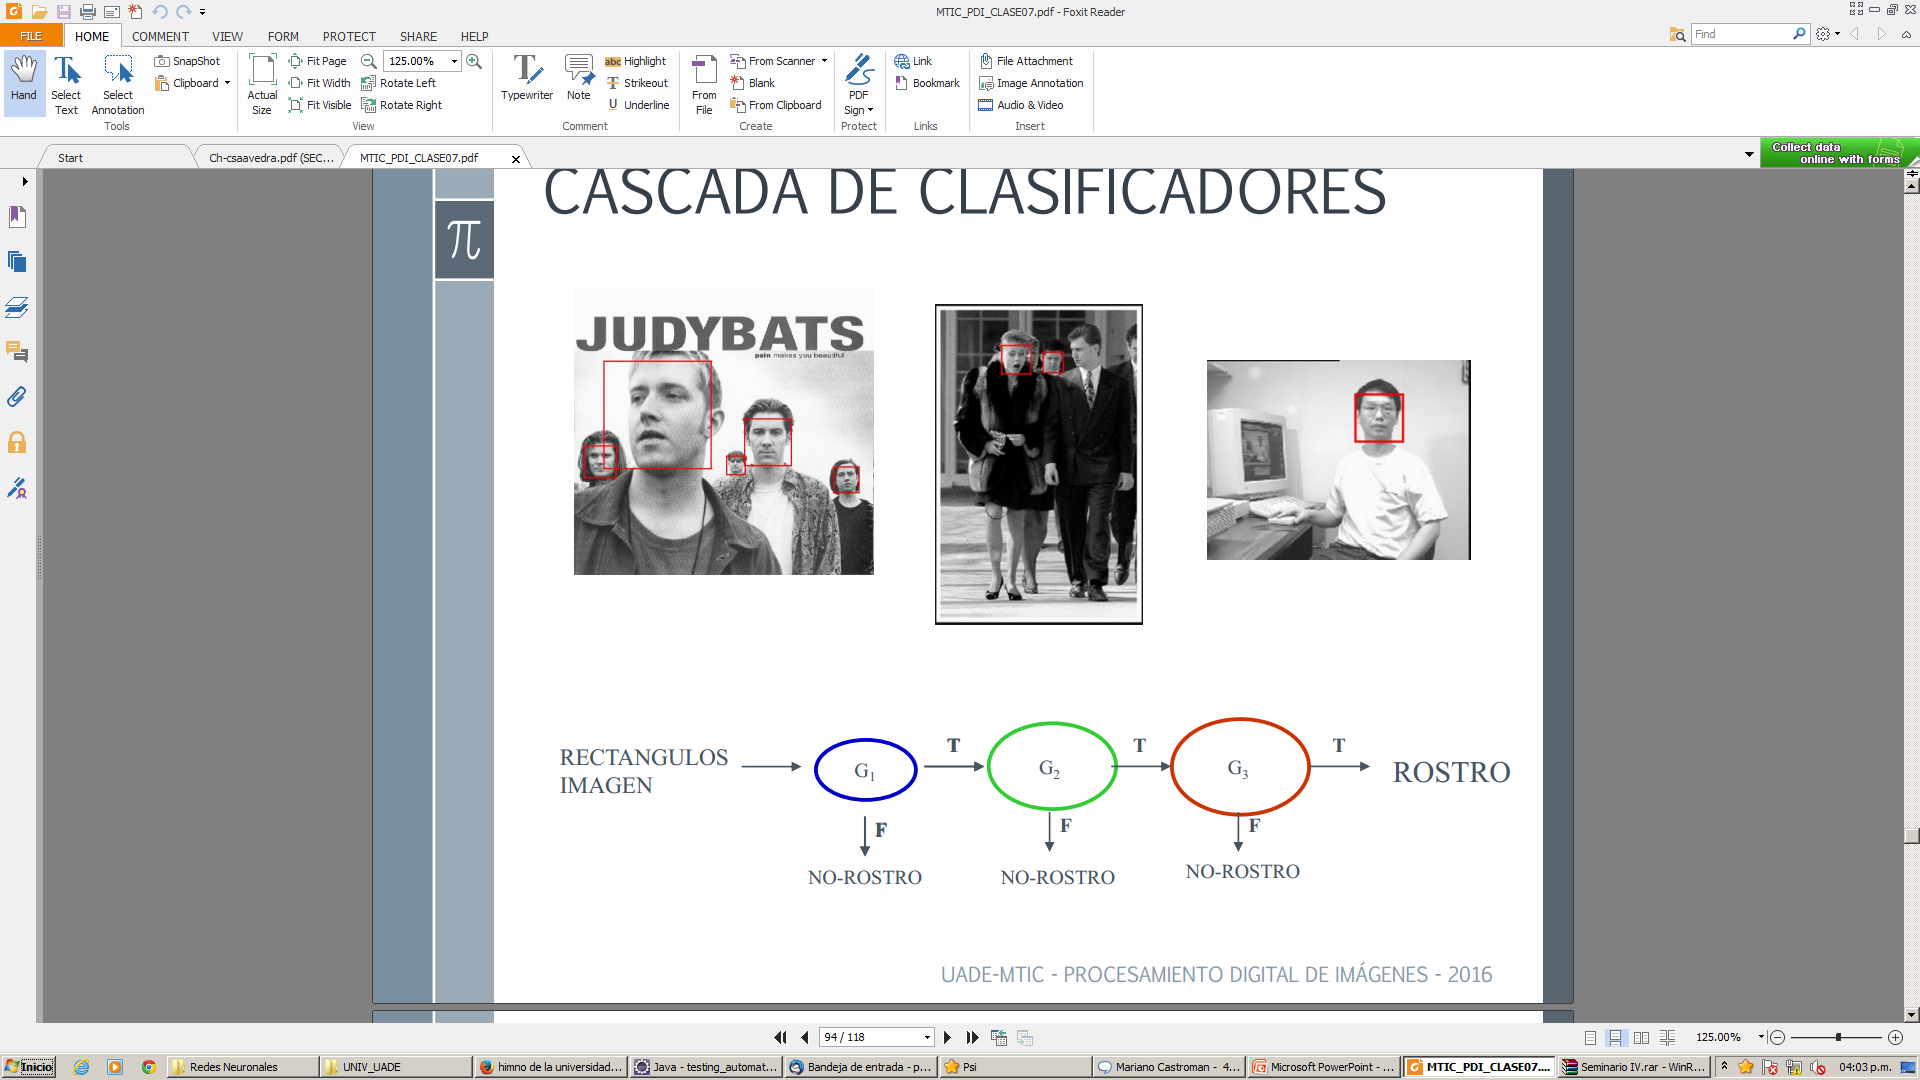 MTIC_PDI_CLASE07.pdf - Foxit Reader
FILE HOME COMMENT VIEW FORM PROTECT SHARE HELP
Find
Hand
Select Text
Select Annotation
SnapShot
Clipboard
Tools
Actual Size
Fit Page
Fit Width
Fit Visible
125.00%
Rotate Left
Rotate Right
View
Typewriter
Note
Highlight
Strikeout
Underline
Comment
From File
From Scanner
Blank
From Clipboard
Create
PDF Sign
Protect
Link
Bookmark
Links
File Attachment
Image Annotation
Audio & Video
Insert
Start
Ch-csaavedra.pdf (SEC...
MTIC_PDI_CLASE07.pdf
Collect data
online with forms
π
CASCADA DE CLASIFICADORES
JUDYBATS
pain makes you beautiful
RECTANGULOS
IMAGEN
G1
T
G2
T
G3
T
ROSTRO
F
F
F
NO-ROSTRO
NO-ROSTRO
NO-ROSTRO
UADE-MTIC - PROCESAMIENTO DIGITAL DE IMÁGENES - 2016
94 / 118
125.00%
Inicio
Redes Neuronales
UNIV_UADE
himno de la universidad...
Java - testing_automat...
Bandeja de entrada - p...
Psi
Mariano Castroman - 4...
Microsoft PowerPoint - ...
MTIC_PDI_CLASE07....
Seminario IV.rar - WinR...
04:03 p.m.